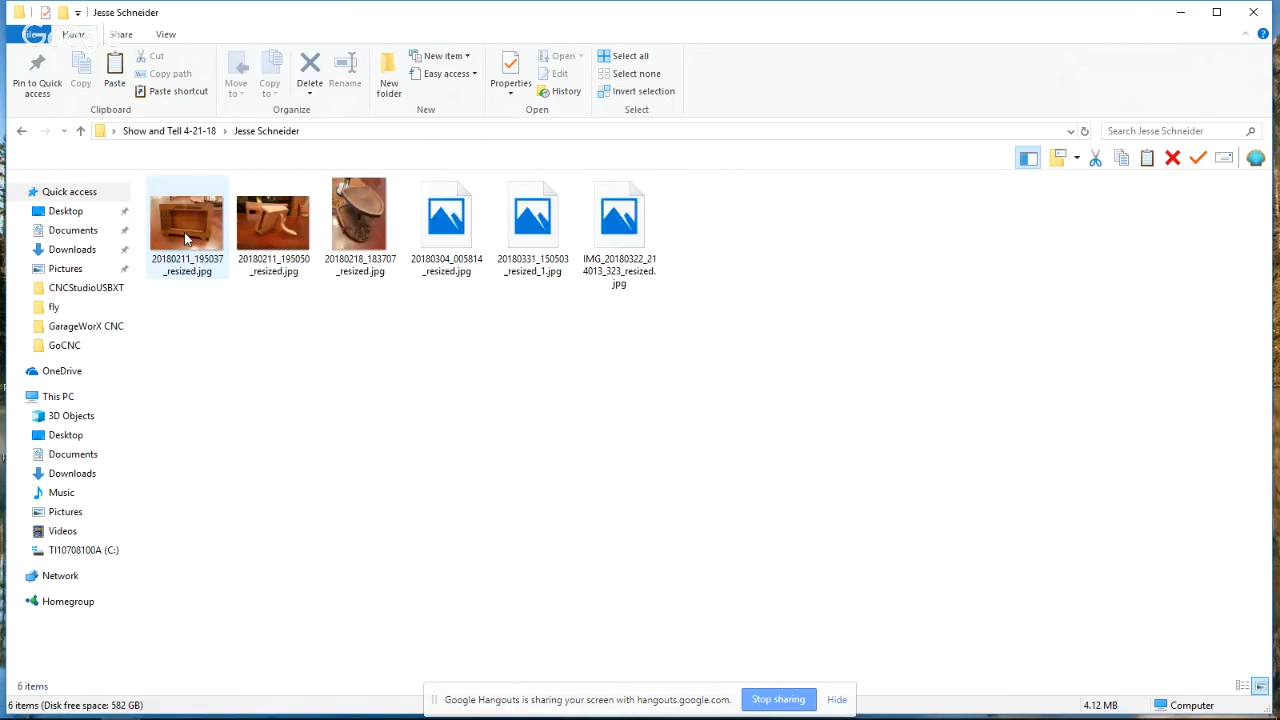 Jesse Schneider
Home Share View
Pin to Quick access
Copy
Paste
Cut
Copy path
Paste shortcut
Clipboard
Move to
Copy to
Delete
Rename
Organize
New folder
New item
Easy access
New
Properties
Open
Edit
History
Open
Select all
Select none
Invert selection
Select
Show and Tell 4-21-18 > Jesse Schneider
Search Jesse Schneider
Quick access
Desktop
Documents
Downloads
Pictures
CNCStudioUSBXT
fly
GarageWorX CNC
GoCNC
OneDrive
This PC
3D Objects
Desktop
Documents
Downloads
Music
Pictures
Videos
TI10708100A (C:)
Network
Homegroup
20180211_195037
_resized.jpg
20180211_195050
_resized.jpg
20180218_183707
_resized.jpg
20180304_005814
_resized.jpg
20180331_150503
_resized_1.jpg
IMG_20180322_21
4013_323_resized.
jpg
6 items
Google Hangouts is sharing your screen with hangouts.google.com. Stop sharing Hide
6 items (Disk free space: 582 GB) 4.12 MB Computer